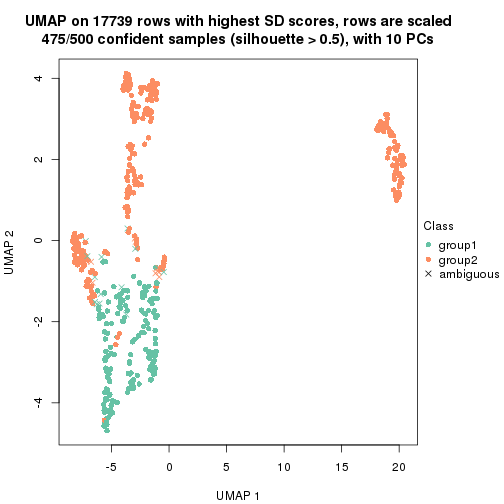 UMAP on 17739 rows with highest SD scores, rows are scaled
475/500 confident samples (silhouette > 0.5), with 10 PCs
4
2
0
-2
-4
UMAP 2
-5
0
5
10
15
20
UMAP 1
Class
group1
group2
ambiguous